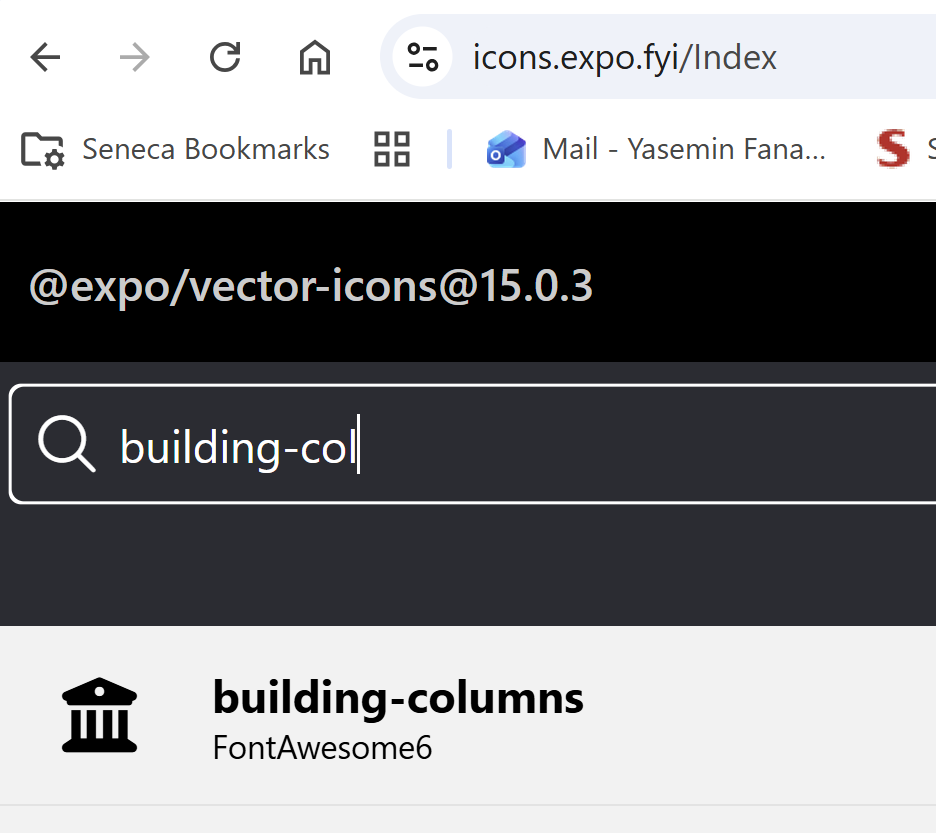 icons.expo.fyi/Index
Seneca Bookmarks Mail - Yasemin Fana... S
@expo/vector-icons@15.0.3
building-col
building-columns
FontAwesome6